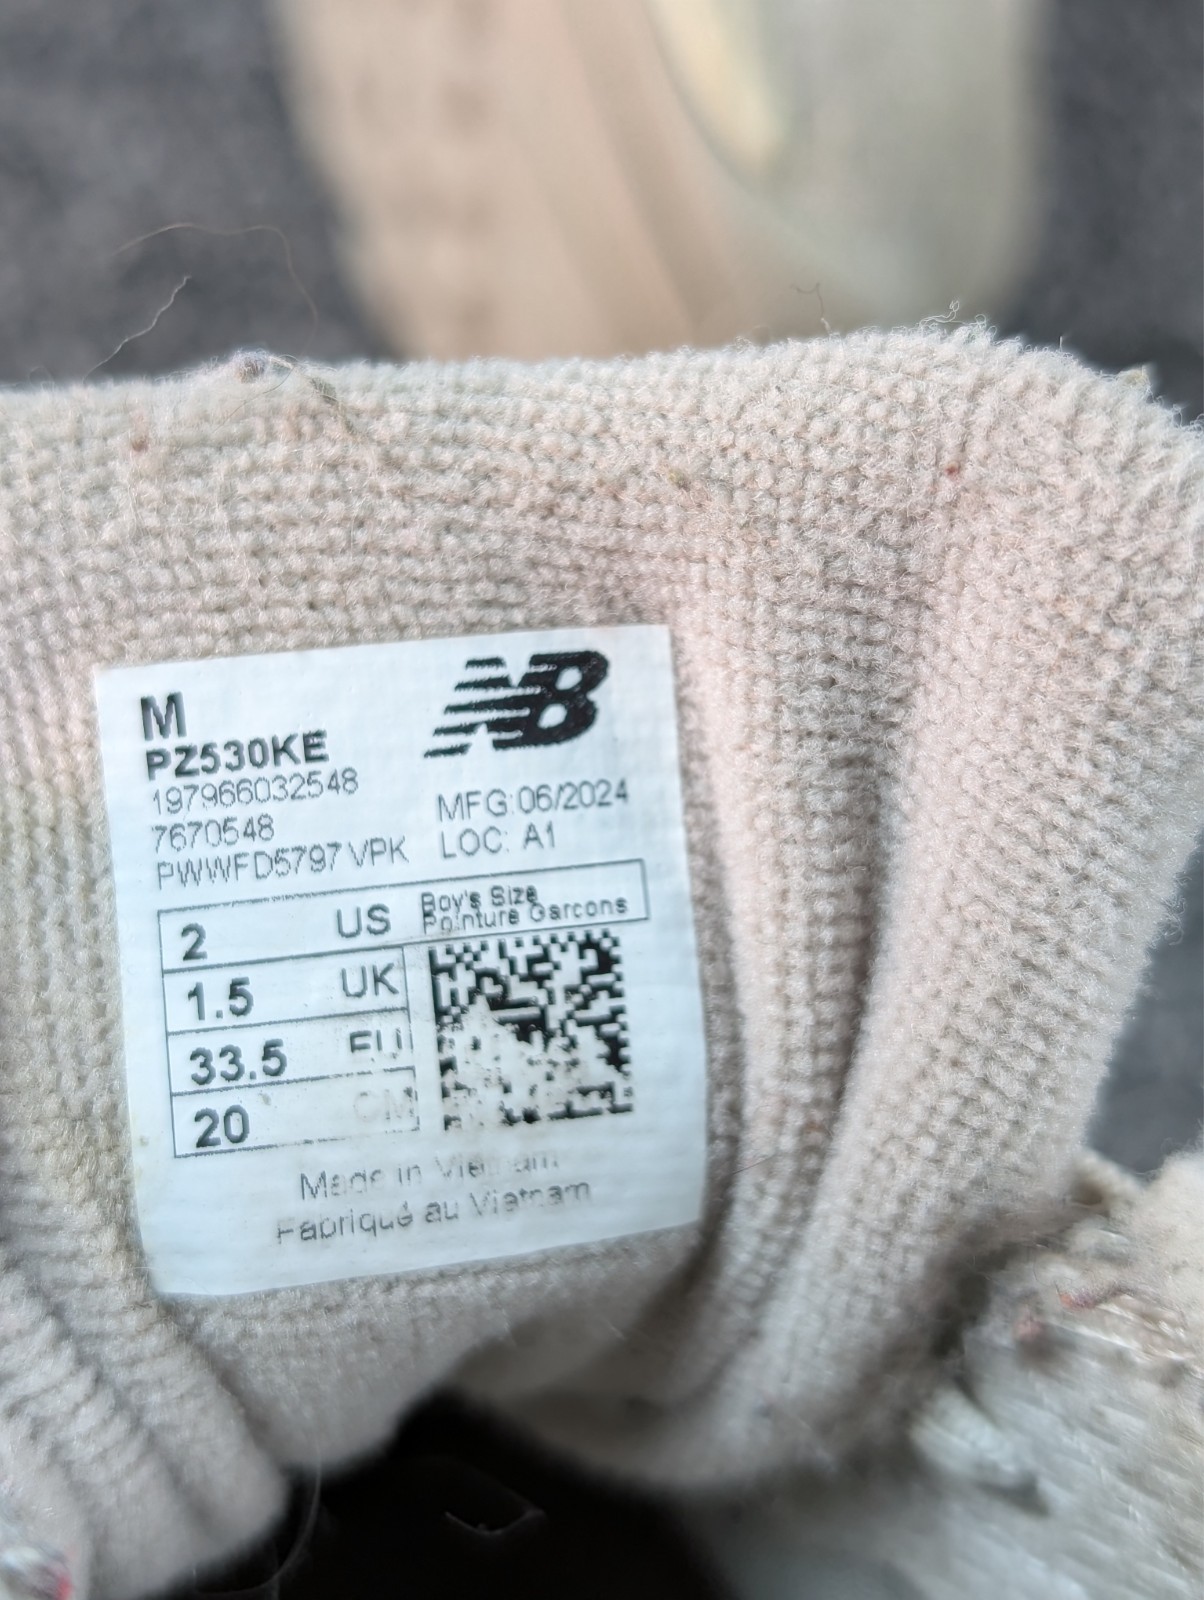 M
NB
PZ530KE
197966032548
7670548
PWWFD5797 VPK
MFG:06/2024
LOC: A1
2 US Boy's Size
Pointure Garcons
1.5 UK
33.5 EU
20 CM
Made in Vietnam
Fabriqué au Vietnam